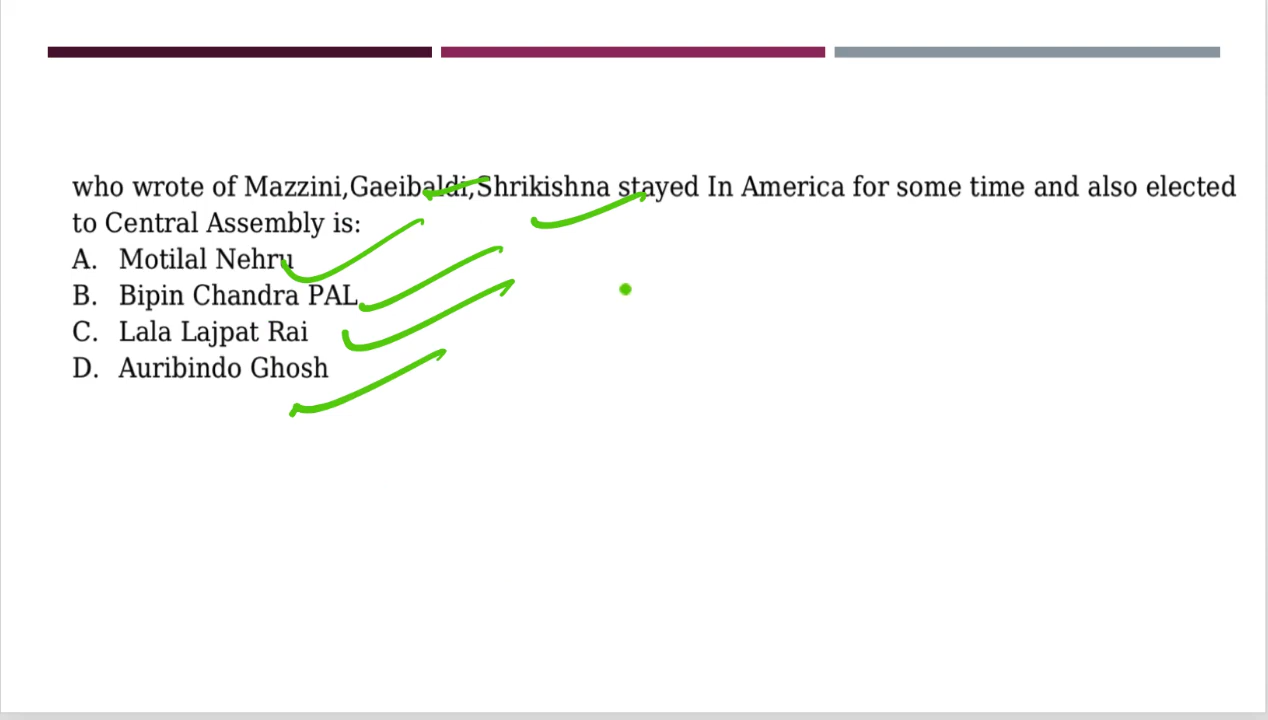 who wrote of Mazzini,Gaeibaldi,Shrikishna stayed In America for some time and also elected
to Central Assembly is:
A. Motilal Nehru
B. Bipin Chandra PAL
C. Lala Lajpat Rai
D. Auribindo Ghosh